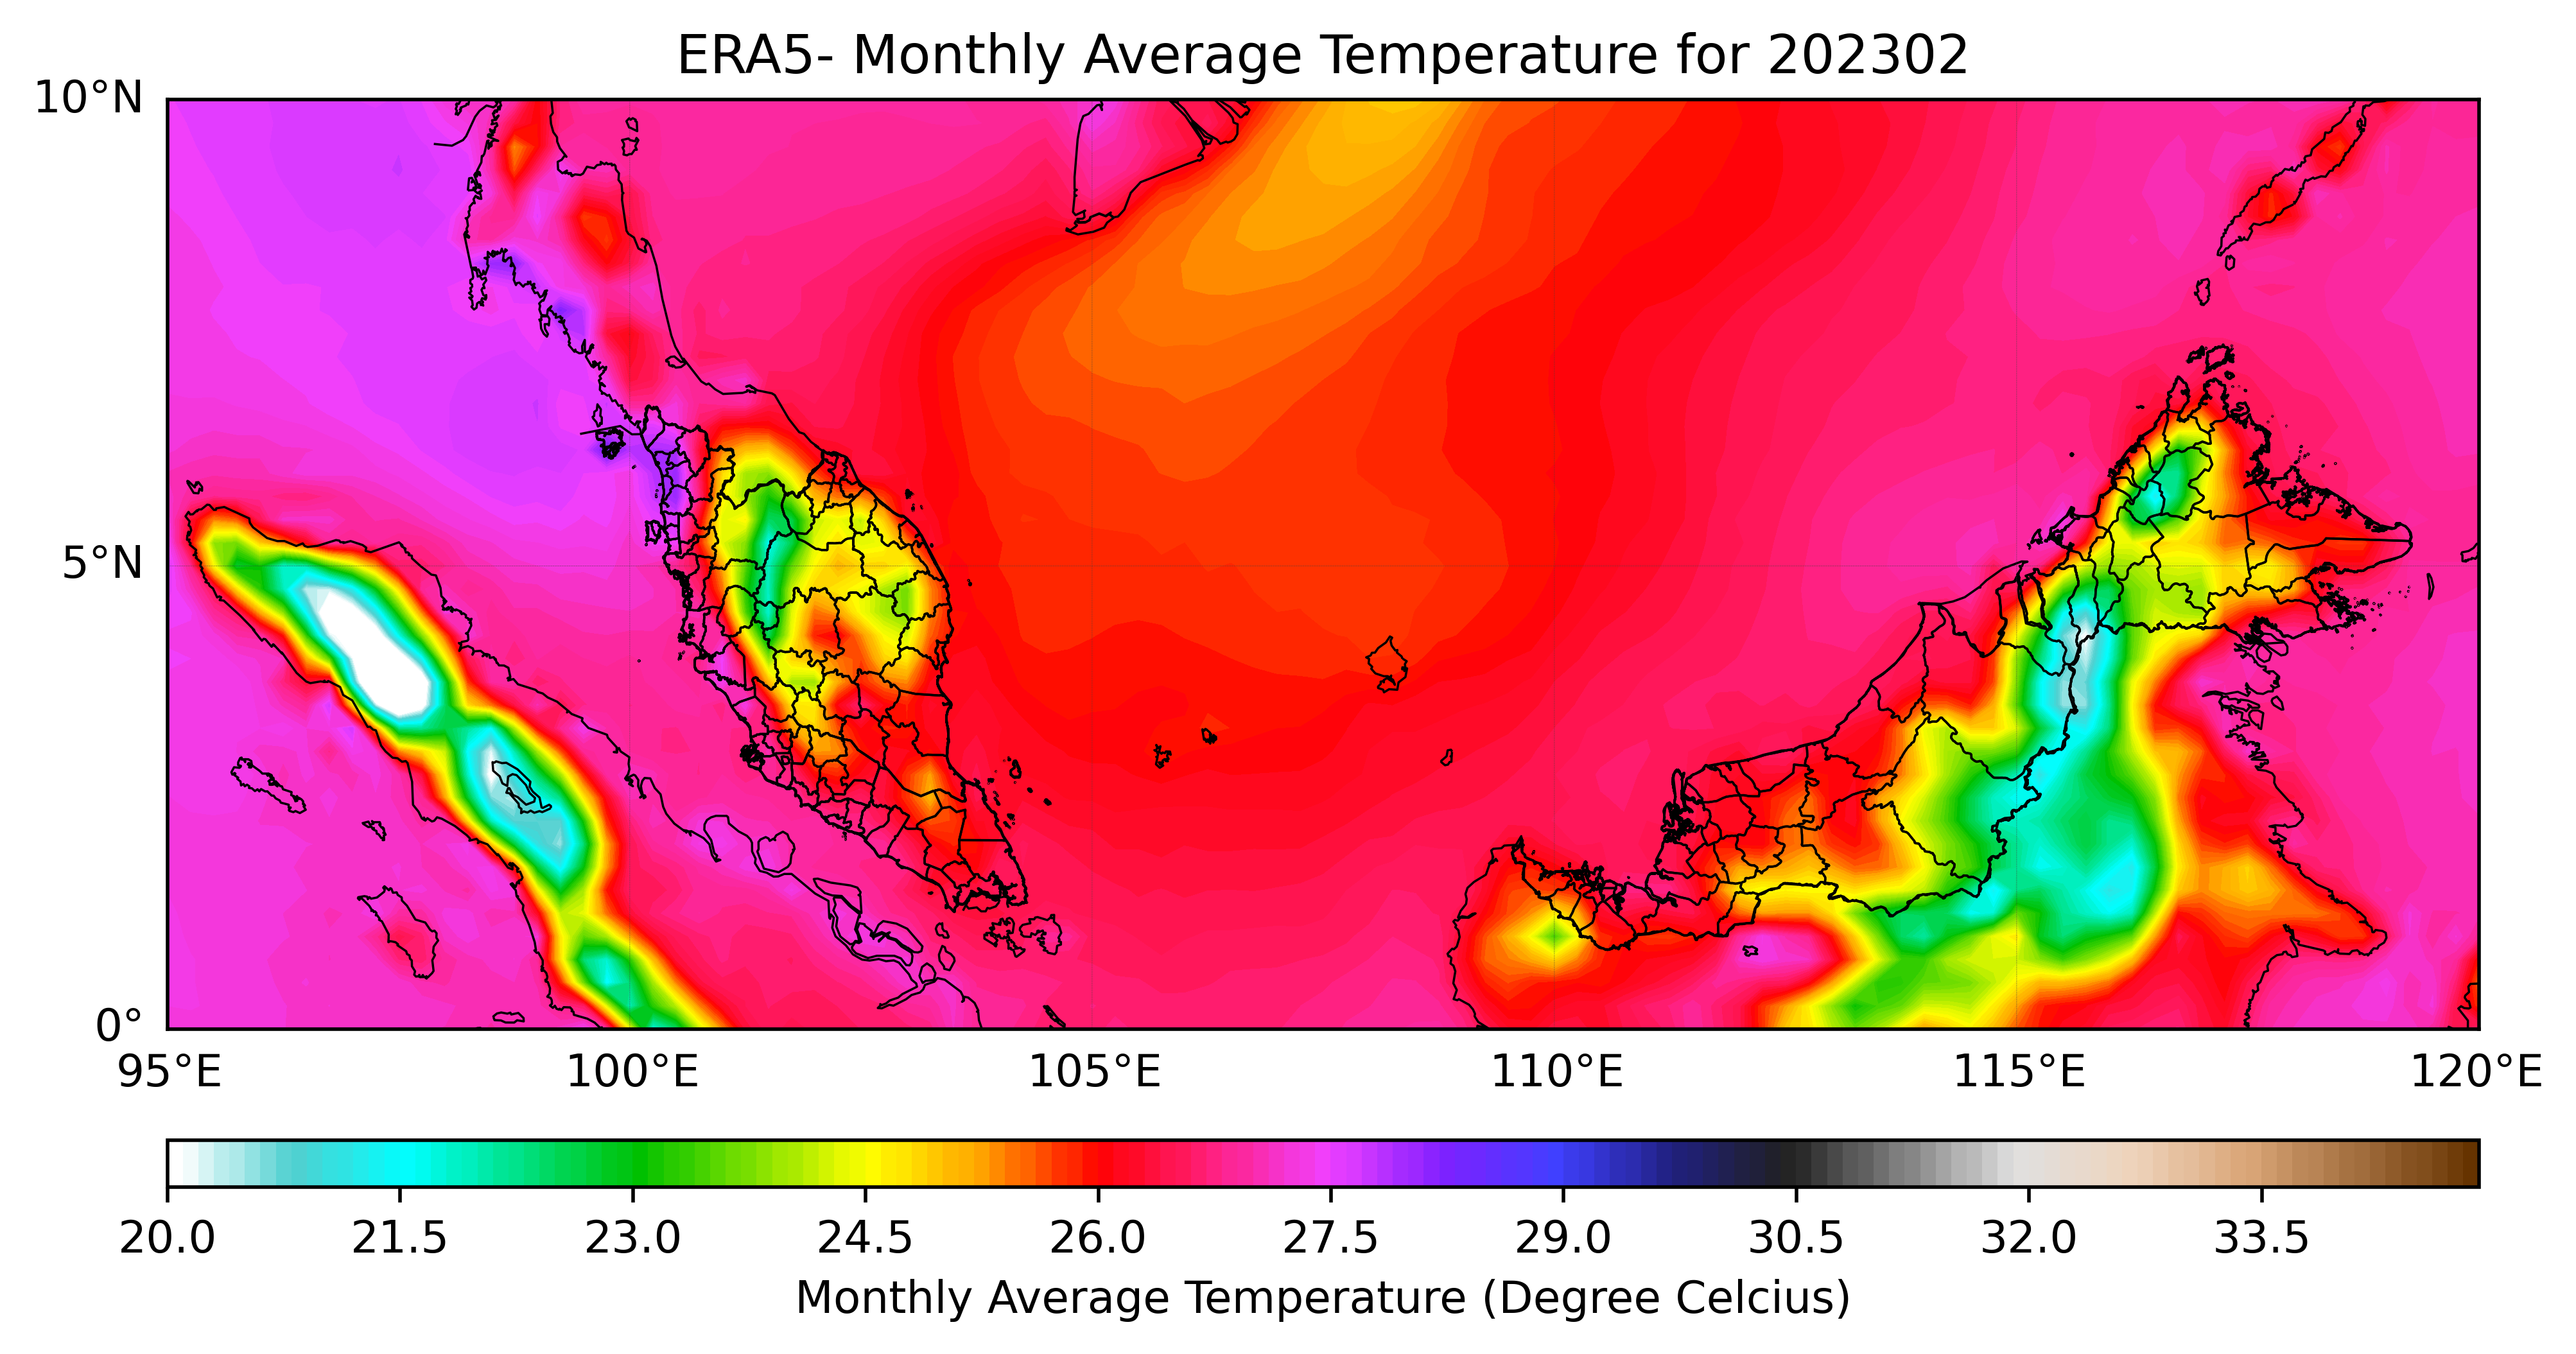 ERA5- Monthly Average Temperature for 202302
10°N
5°N
0°
95°E 100°E 105°E 110°E 115°E 120°E
20.0 21.5 23.0 24.5 26.0 27.5 29.0 30.5 32.0 33.5
Monthly Average Temperature (Degree Celcius)